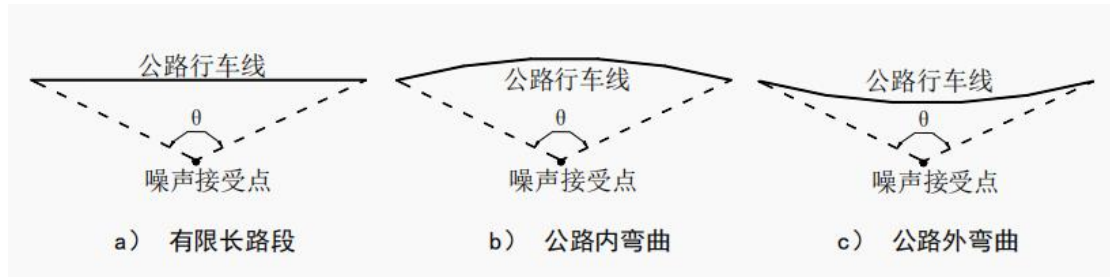 公路行车线
θ
噪声接受点
a） 有限长路段
公路行车线
θ
噪声接受点
b） 公路内弯曲
公路行车线
θ
噪声接受点
c） 公路外弯曲